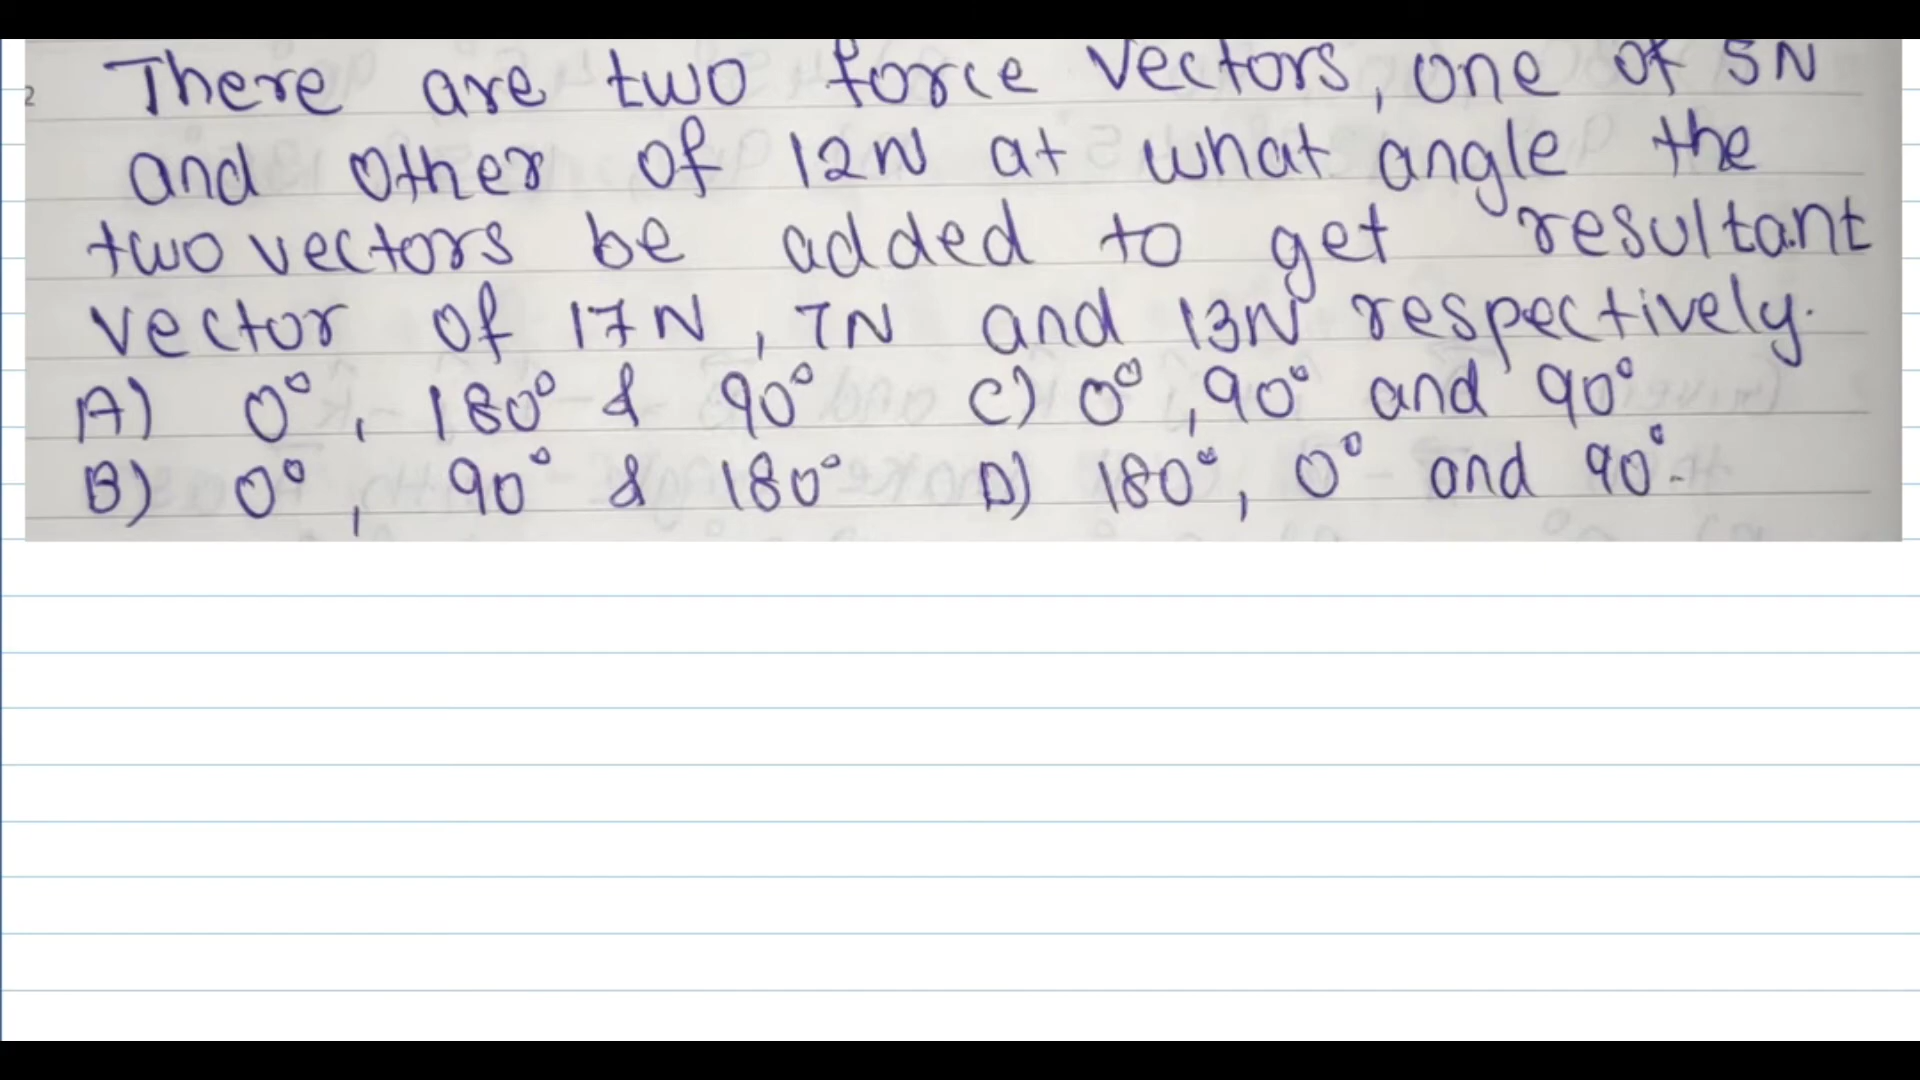 2 There are two force vectors, one of 5N
and other of 12N at what angle the
two vectors be added to get resultant
vector of 17N, 7N and 13N respectively.
A) 0°, 180° & 90° C) 0°, 90° and 90°
B) 0°, 90° & 180° D) 180°, 0° and 90°.